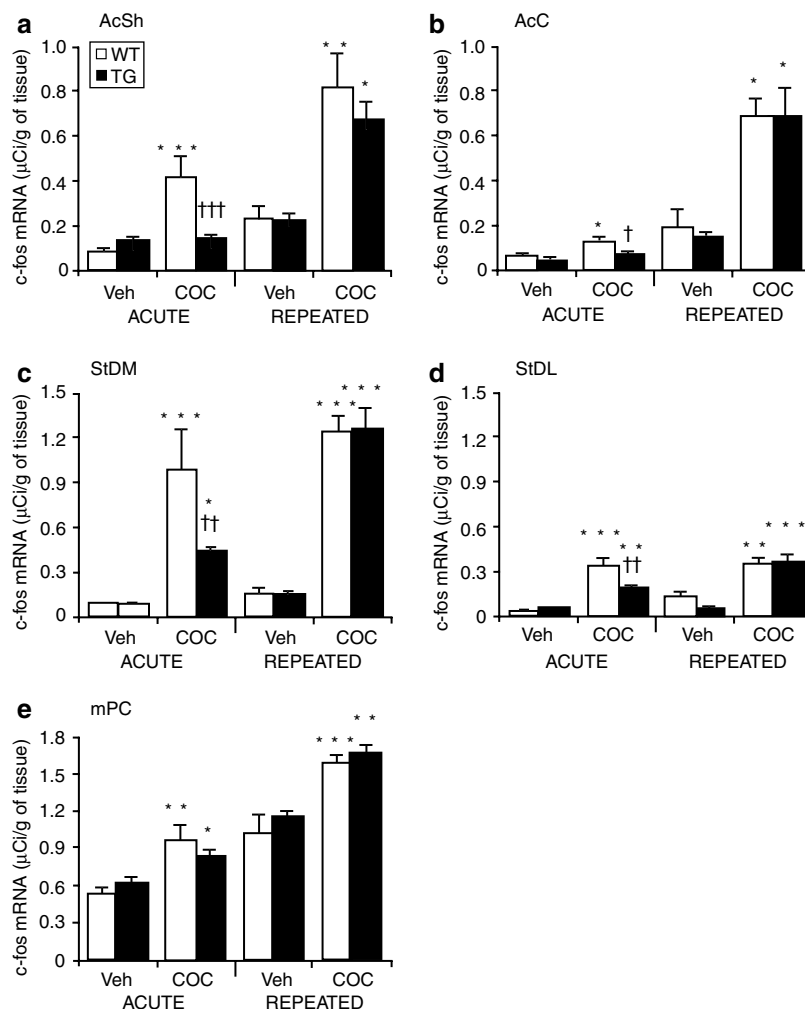 a AcSh
c-fos mRNA (μCi/g of tissue)
1.0
0.8
0.6
0.4
0.2
0
WT
TG
* * *
†††
* *
*
Veh COC Veh COC
ACUTE REPEATED
b AcC
c-fos mRNA (μCi/g of tissue)
1.0
0.8
0.6
0.4
0.2
0
*
†
*
*
Veh COC Veh COC
ACUTE REPEATED
c StDM
c-fos mRNA (μCi/g of tissue)
1.5
1.2
0.9
0.6
0.3
0
* * *
*
††
* * *
* * *
Veh COC Veh COC
ACUTE REPEATED
d StDL
c-fos mRNA (μCi/g of tissue)
1.5
1.2
0.9
0.6
0.3
0
* * *
* *
††
* *
* * *
Veh COC Veh COC
ACUTE REPEATED
e mPC
c-fos mRNA (μCi/g of tissue)
1.8
1.5
1.2
0.9
0.6
0.3
0
* *
*
* * *
* *
Veh COC Veh COC
ACUTE REPEATED